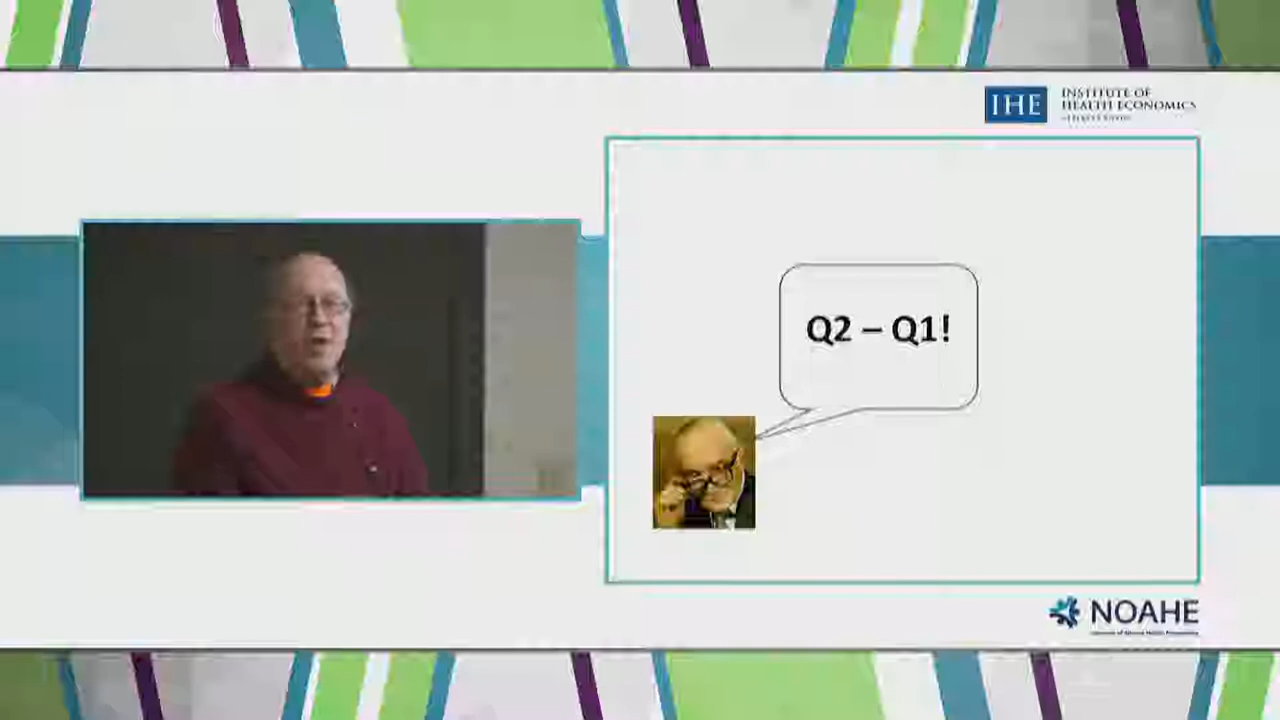 IHE
INSTITUTE OF
HEALTH ECONOMICS
Q2 – Q1!
NOAHE